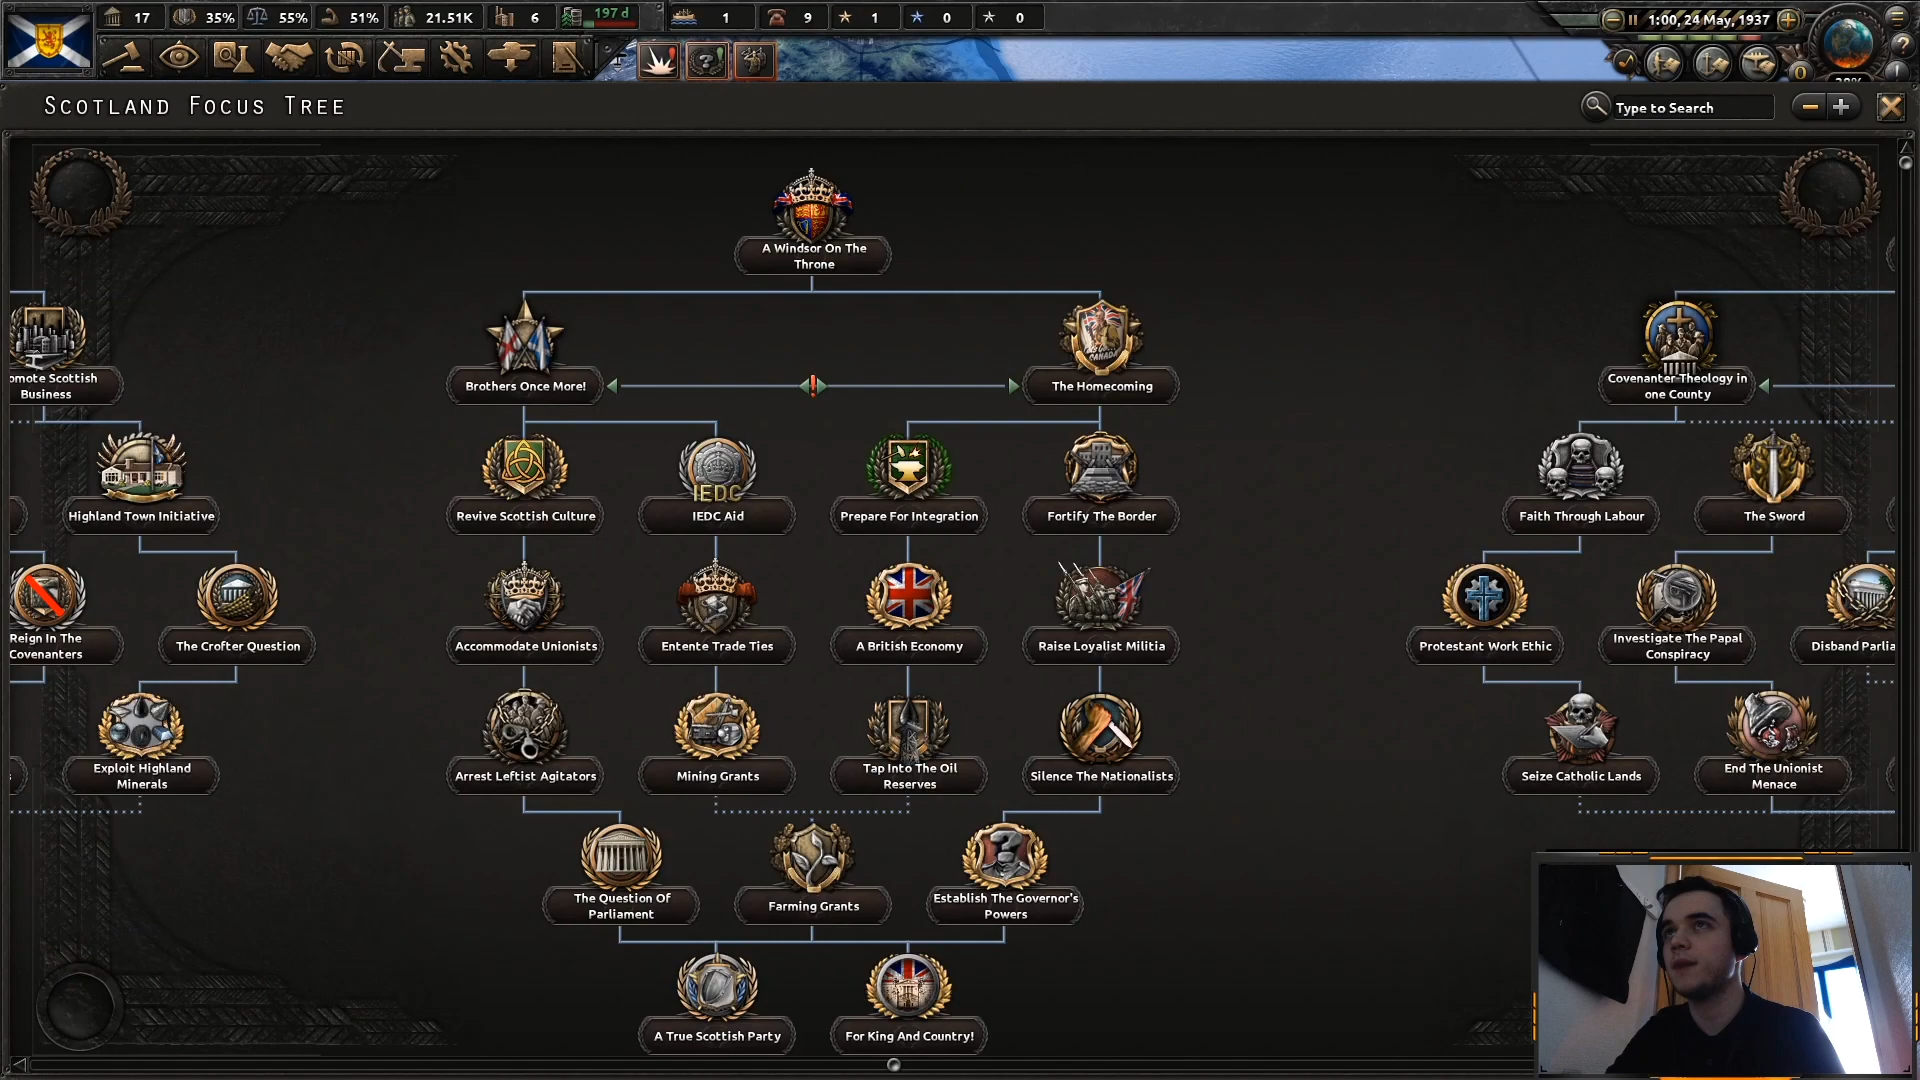 17 35% 55% 51% 21.51K 6 197 d 1 9 1 0 0
1:00, 24 May, 1937
0
Scotland Focus Tree
Type to Search
A Windsor On The
Throne
Brothers Once More!
The Homecoming
Covenanter Theology in
one County
Business
Highland Town Initiative
Revive Scottish Culture
IEDC
IEDC Aid
Prepare For Integration
Fortify The Border
Faith Through Labour
The Sword
Reign In The
Covenanters
The Crofter Question
Accommodate Unionists
Entente Trade Ties
A British Economy
Raise Loyalist Militia
Protestant Work Ethic
Investigate The Papal
Conspiracy
Disband Parlia
Exploit Highland
Minerals
Arrest Leftist Agitators
Mining Grants
Tap Into The Oil
Reserves
Silence The Nationalists
Seize Catholic Lands
End The Unionist
Menace
The Question Of
Parliament
Farming Grants
Establish The Governor's
Powers
A True Scottish Party
For King And Country!